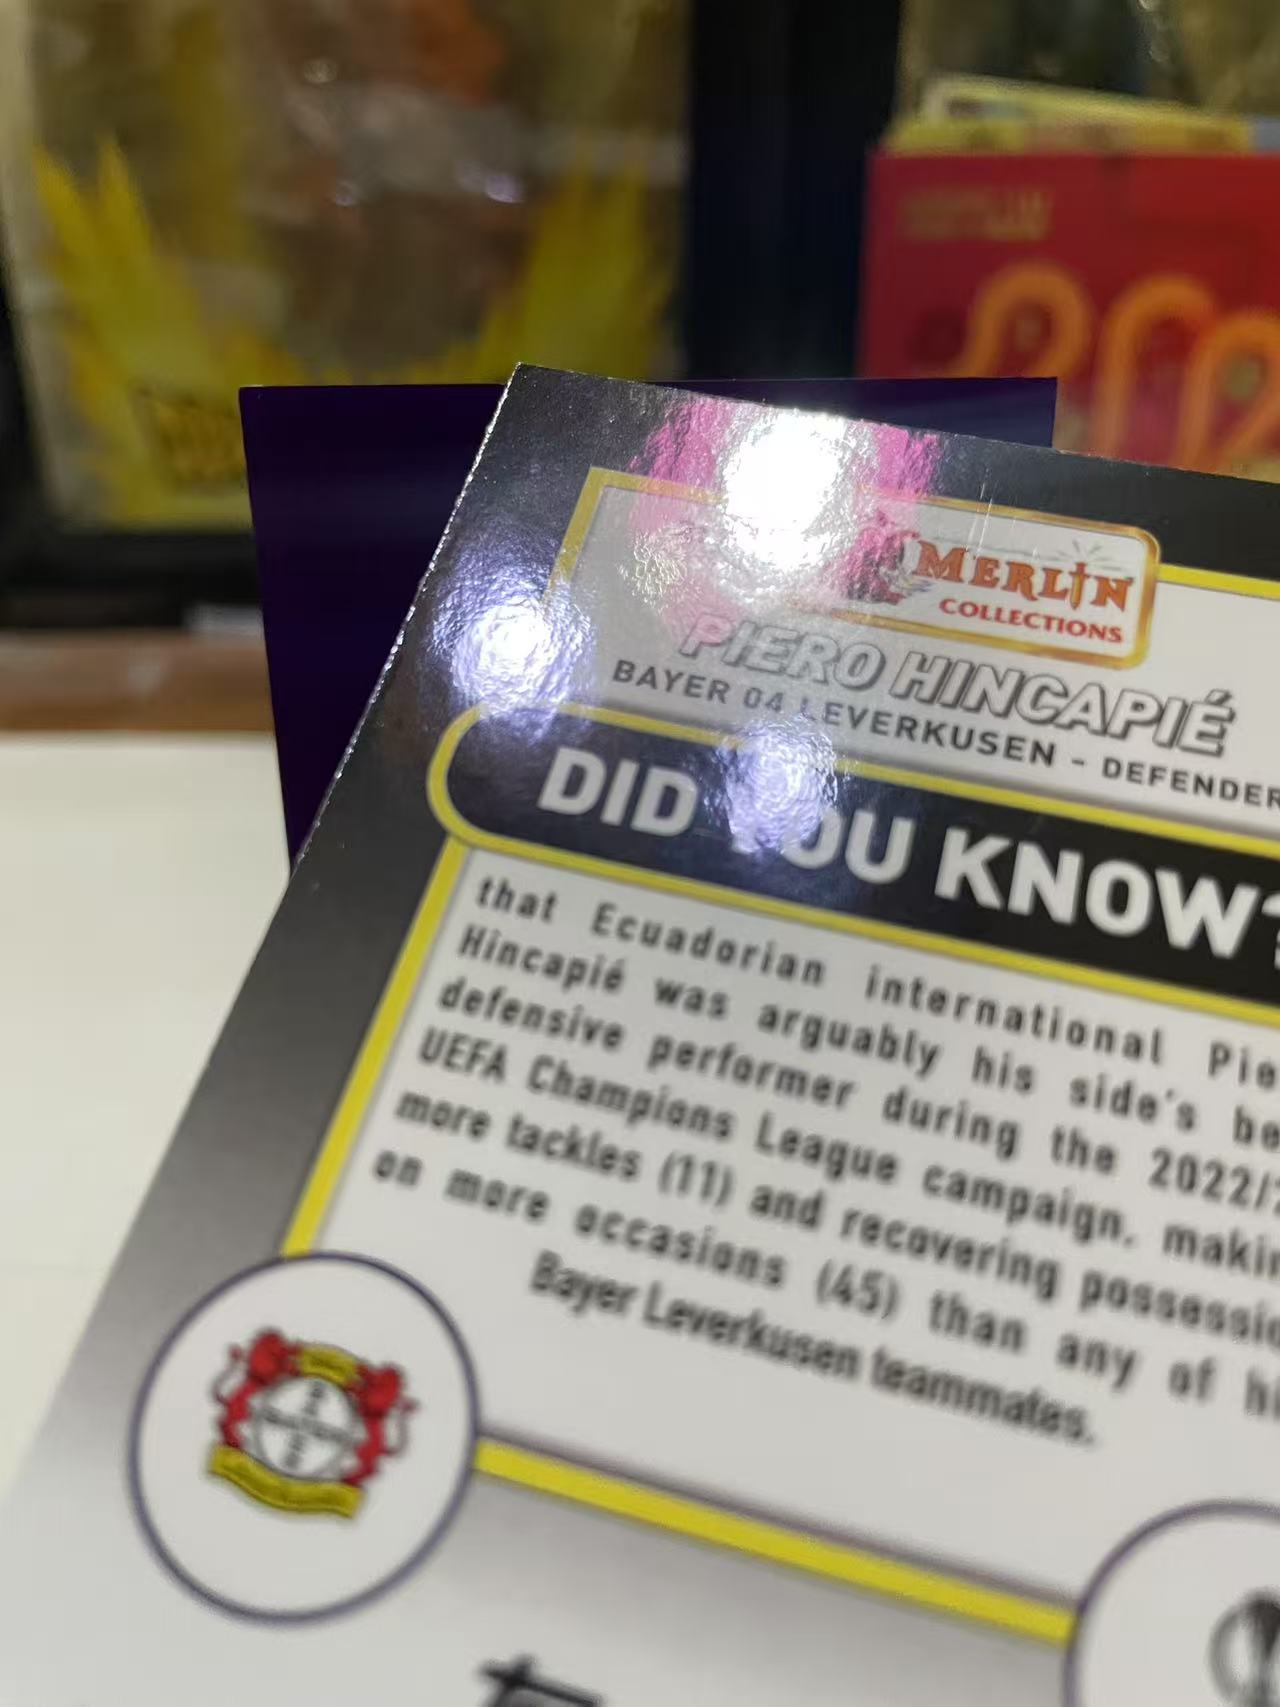 MERLIN
COLLECTIONS
PIERO HINCAPIÉ
BAYER 04 LEVERKUSEN - DEFENDER
DID YOU KNOW?
that Ecuadorian international
Hincapié was arguably his side's
defensive performer during the
UEFA Champions League campaign, 
more tackles (11) and recovering
on more occasions (45) than any of
Bayer Leverkusen teammates.